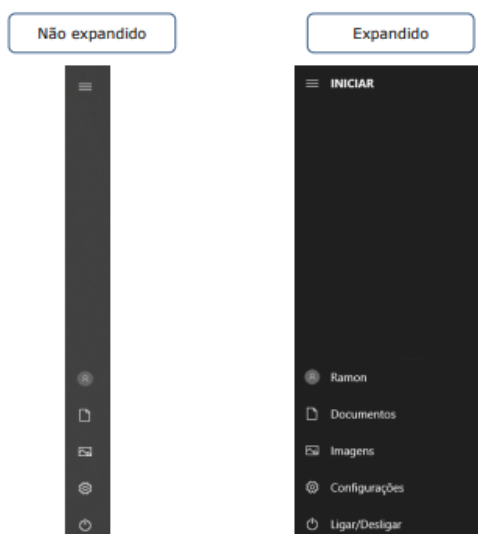 Não expandido
Expandido
INICIAR
Ramon
Documentos
Imagens
Configurações
Ligar/Desligar